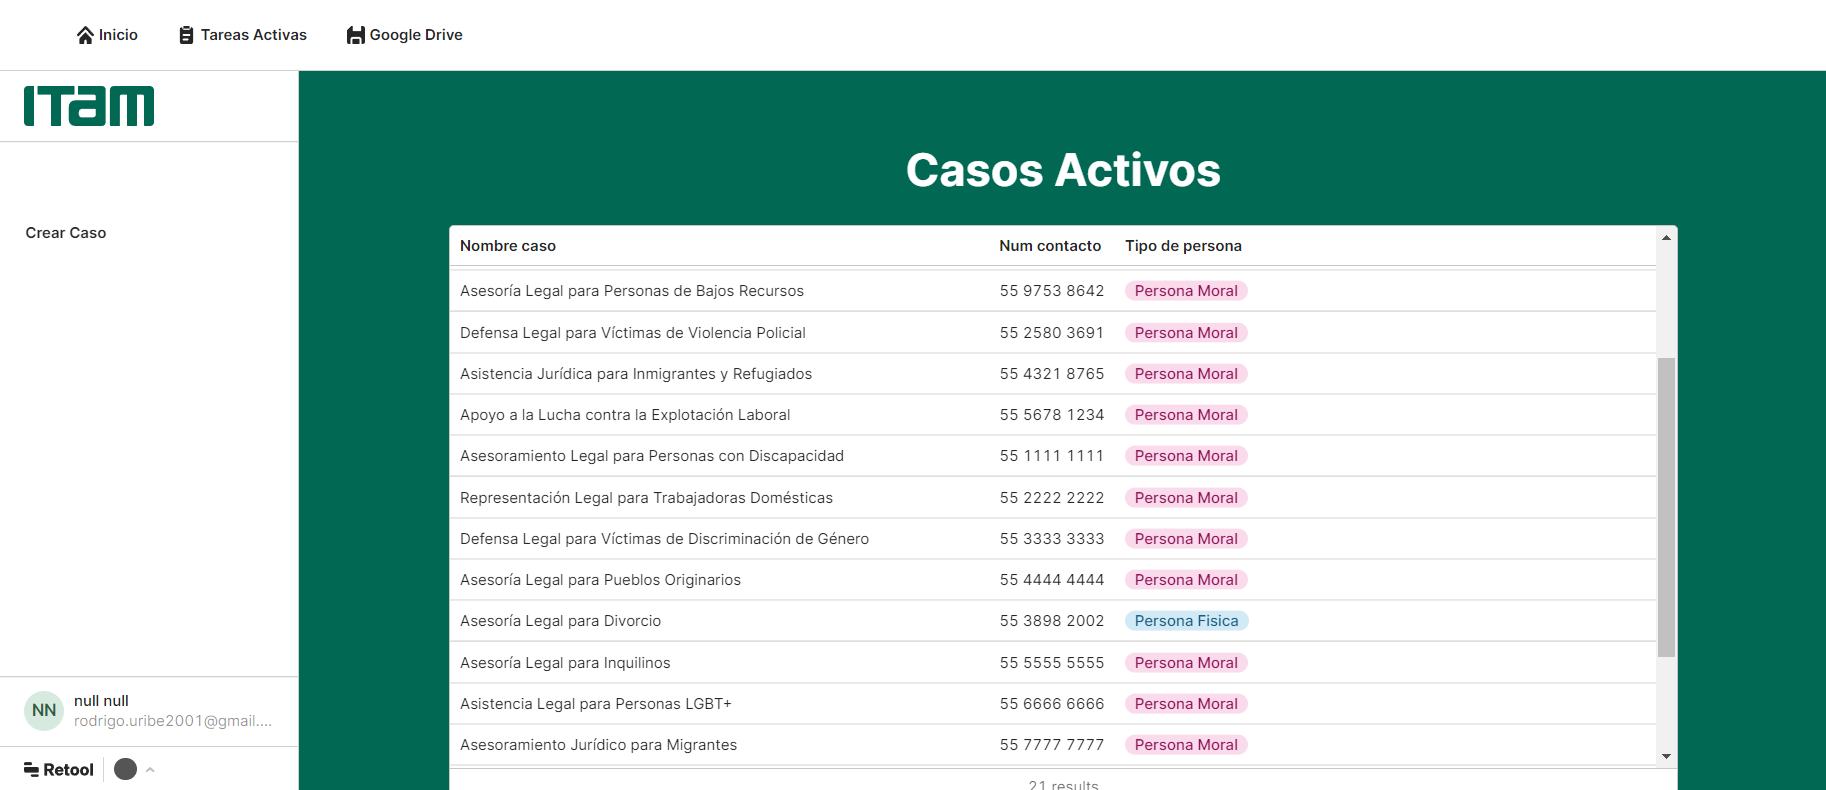 Inicio Tareas Activas Google Drive
ITAM
Crear Caso
Casos Activos
Nombre caso Num contacto Tipo de persona
Asesoría Legal para Personas de Bajos Recursos 55 9753 8642 Persona Moral
Defensa Legal para Víctimas de Violencia Policial 55 2580 3691 Persona Moral
Asistencia Jurídica para Inmigrantes y Refugiados 55 4321 8765 Persona Moral
Apoyo a la Lucha contra la Explotación Laboral 55 5678 1234 Persona Moral
Asesoramiento Legal para Personas con Discapacidad 55 1111 1111 Persona Moral
Representación Legal para Trabajadoras Domésticas 55 2222 2222 Persona Moral
Defensa Legal para Víctimas de Discriminación de Género 55 3333 3333 Persona Moral
Asesoría Legal para Pueblos Originarios 55 4444 4444 Persona Moral
Asesoría Legal para Divorcio 55 3898 2002 Persona Fisica
Asesoría Legal para Inquilinos 55 5555 5555 Persona Moral
Asistencia Legal para Personas LGBT+ 55 6666 6666 Persona Moral
Asesoramiento Jurídico para Migrantes 55 7777 7777 Persona Moral
21 results
NN null null
rodrigo.uribe2001@gmail....
Retool